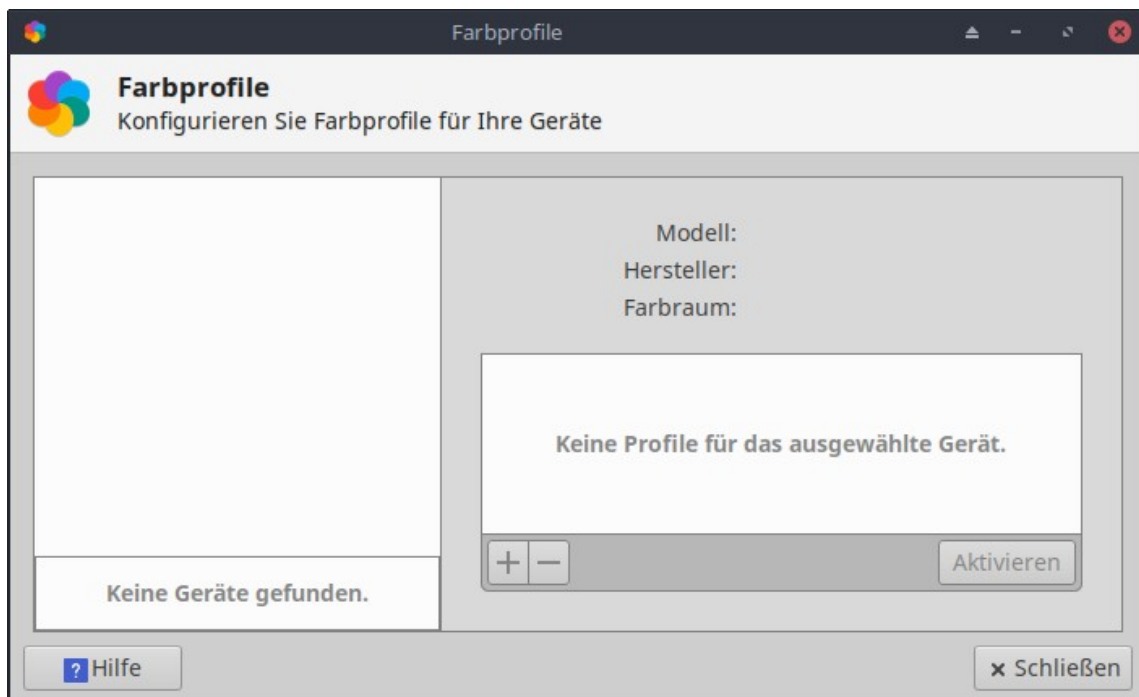 Farbprofile
Farbprofile
Konfigurieren Sie Farbprofile für Ihre Geräte
Keine Geräte gefunden.
Modell:
Hersteller:
Farbraum:
Keine Profile für das ausgewählte Gerät.
Aktivieren
? Hilfe
Schließen